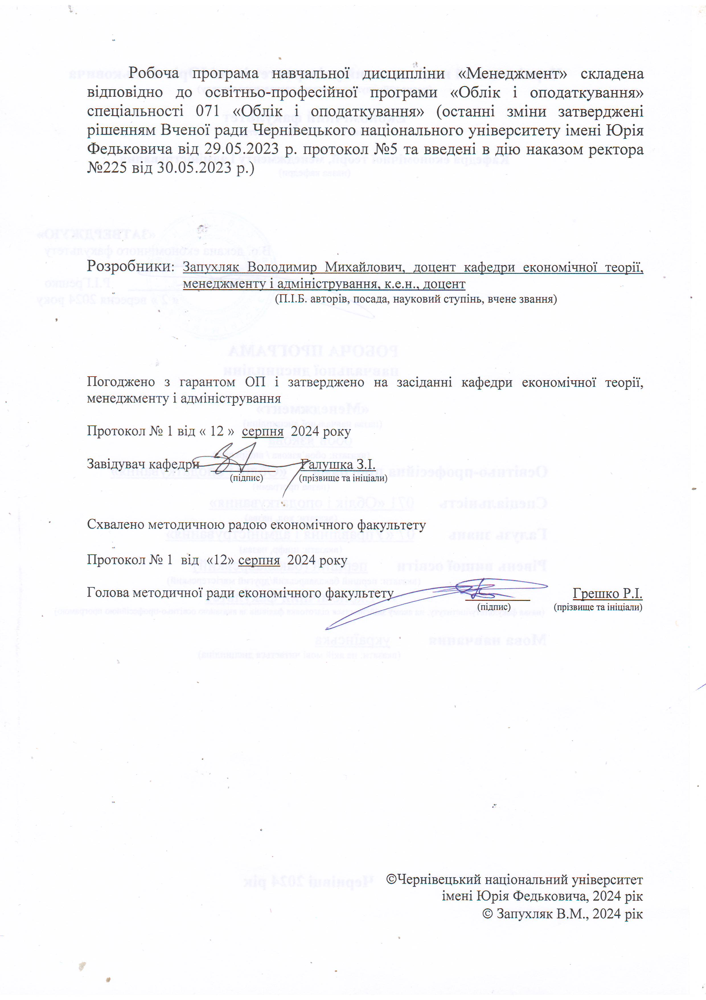 Робоча програма навчальної дисципліни «Менеджмент» складена
відповідно до освітньо-професійної програми «Облік і оподаткування»
спеціальності 071 «Облік і оподаткування» (останні зміни затверджені
рішенням Вченої ради Чернівецького національного університету імені Юрія
Федьковича від 29.05.2023 р. протокол №5 та введені в дію наказом ректора
№225 від 30.05.2023 р.)
Розробники: Запухляк Володимир Михайлович, доцент кафедри економічної теорії,
менеджменту і адміністрування, к.е.н., доцент
(П.І.Б. авторів, посада, науковий ступінь, вчене звання)
Погоджено з гарантом ОП і затверджено на засіданні кафедри економічної теорії,
менеджменту і адміністрування
Протокол № 1 від « 12 » серпня 2024 року
Завідувач кафедри Галушка З.І.
(підпис) (прізвище та ініціали)
Схвалено методичною радою економічного факультету
Протокол № 1 від «12» серпня 2024 року
Голова методичної ради економічного факультету Грешко Р.І.
(підпис) (прізвище та ініціали)
©Чернівецький національний університет
імені Юрія Федьковича, 2024 рік
© Запухляк В.М., 2024 рік